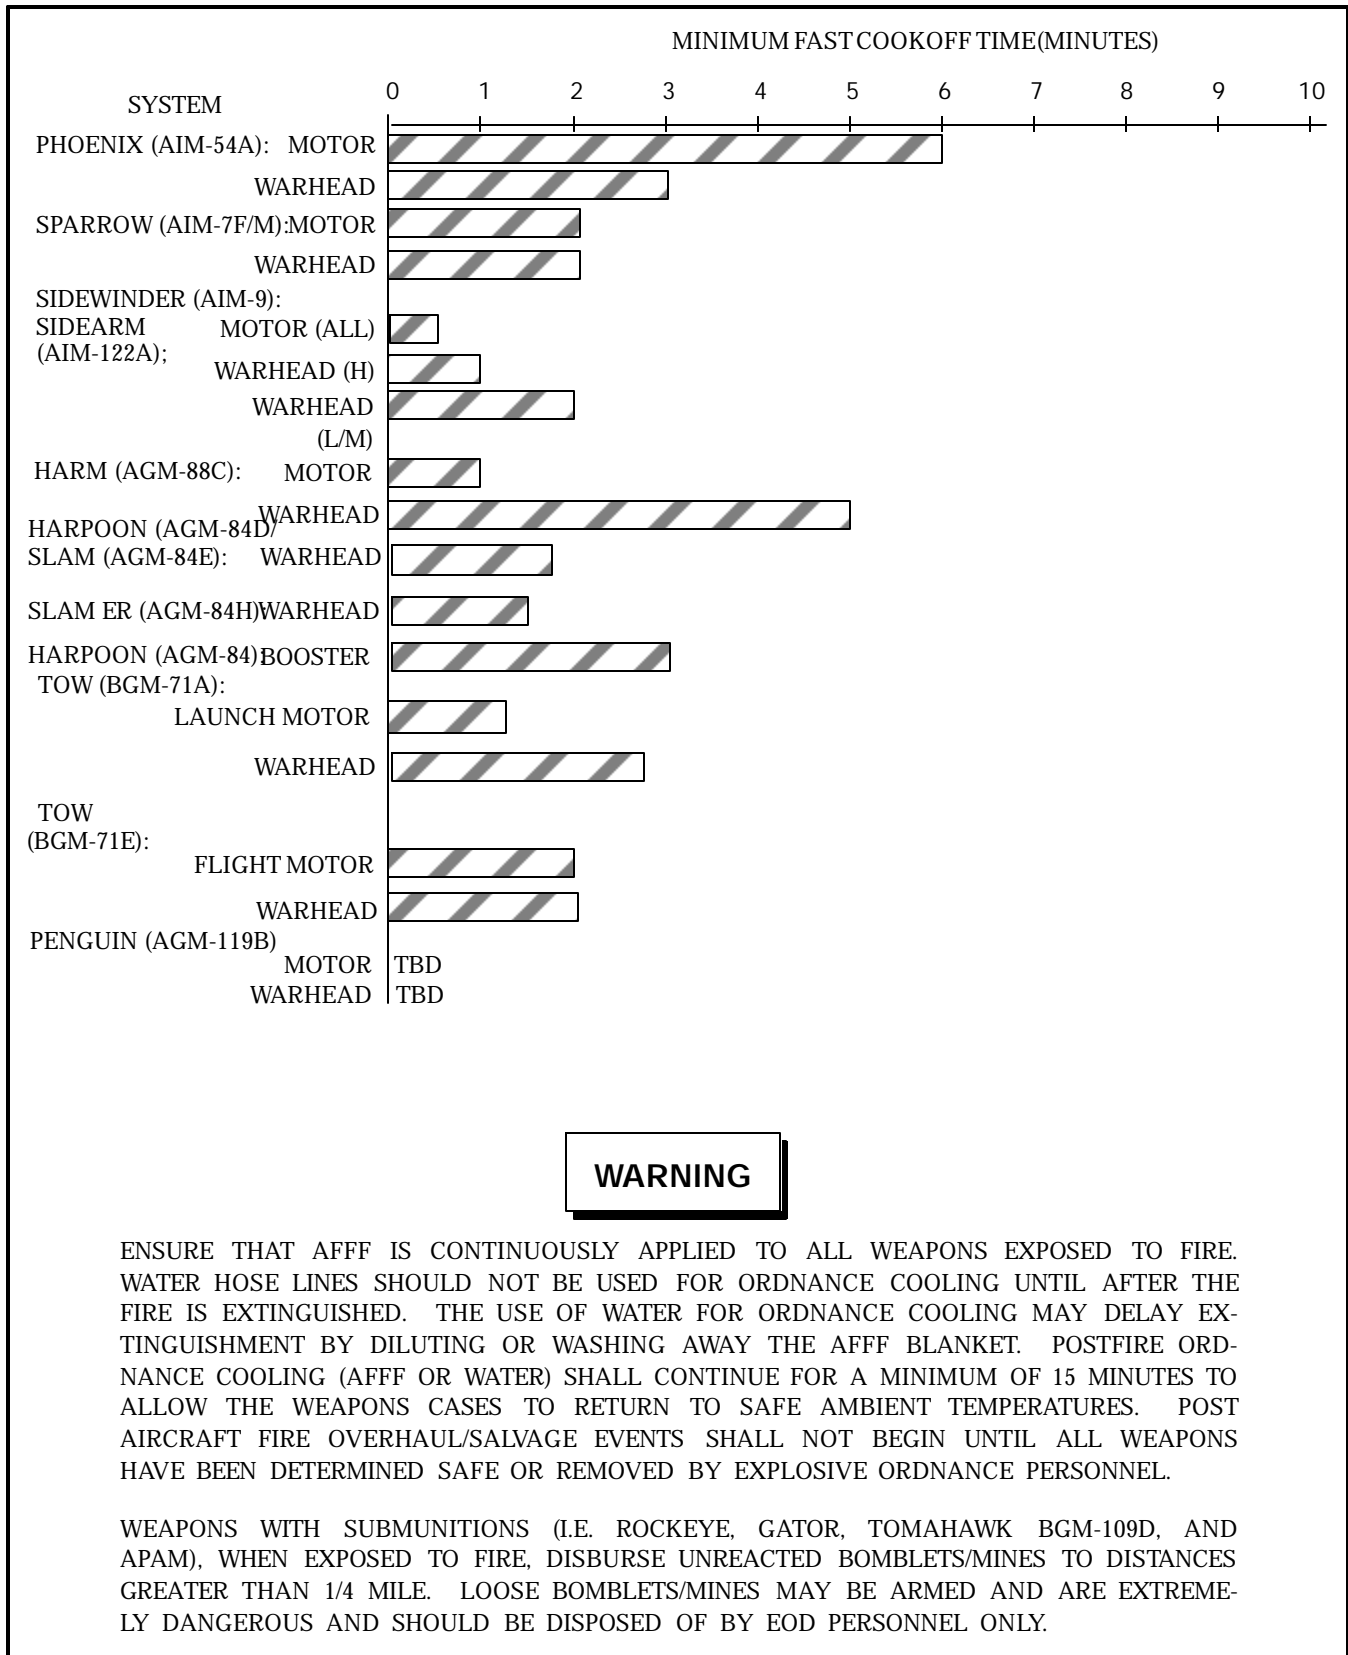 MINIMUM FAST COOKOFF TIME (MINUTES)
SYSTEM
0 1 2 3 4 5 6 7 8 9 10
PHOENIX (AIM-54A): MOTOR
WARHEAD
SPARROW (AIM-7F/M): MOTOR
WARHEAD
SIDEWINDER (AIM-9):
SIDEARM MOTOR (ALL)
(AIM-122A);
WARHEAD (H)
WARHEAD
(L/M)
HARM (AGM-88C): MOTOR
WARHEAD
HARPOON (AGM-84D/
SLAM (AGM-84E): WARHEAD
SLAM ER (AGM-84H): WARHEAD
HARPOON (AGM-84): BOOSTER
TOW (BGM-71A):
LAUNCH MOTOR
WARHEAD
TOW
(BGM-71E):
FLIGHT MOTOR
WARHEAD
PENGUIN (AGM-119B)
MOTOR TBD
WARHEAD TBD
WARNING
ENSURE THAT AFFF IS CONTINUOUSLY APPLIED TO ALL WEAPONS EXPOSED TO FIRE.
WATER HOSE LINES SHOULD NOT BE USED FOR ORDNANCE COOLING UNTIL AFTER THE
FIRE IS EXTINGUISHED. THE USE OF WATER FOR ORDNANCE COOLING MAY DELAY EX-
TINGUISHMENT BY DILUTING OR WASHING AWAY THE AFFF BLANKET. POSTFIRE ORD-
NANCE COOLING (AFFF OR WATER) SHALL CONTINUE FOR A MINIMUM OF 15 MINUTES TO
ALLOW THE WEAPONS CASES TO RETURN TO SAFE AMBIENT TEMPERATURES. POST
AIRCRAFT FIRE OVERHAUL/SALVAGE EVENTS SHALL NOT BEGIN UNTIL ALL WEAPONS
HAVE BEEN DETERMINED SAFE OR REMOVED BY EXPLOSIVE ORDNANCE PERSONNEL.
WEAPONS WITH SUBMUNITIONS (I.E. ROCKEYE, GATOR, TOMAHAWK BGM-109D, AND
APAM), WHEN EXPOSED TO FIRE, DISBURSE UNREACTED BOMBLETS/MINES TO DISTANCES
GREATER THAN 1/4 MILE. LOOSE BOMBLETS/MINES MAY BE ARMED AND ARE EXTREME-
LY DANGEROUS AND SHOULD BE DISPOSED OF BY EOD PERSONNEL ONLY.